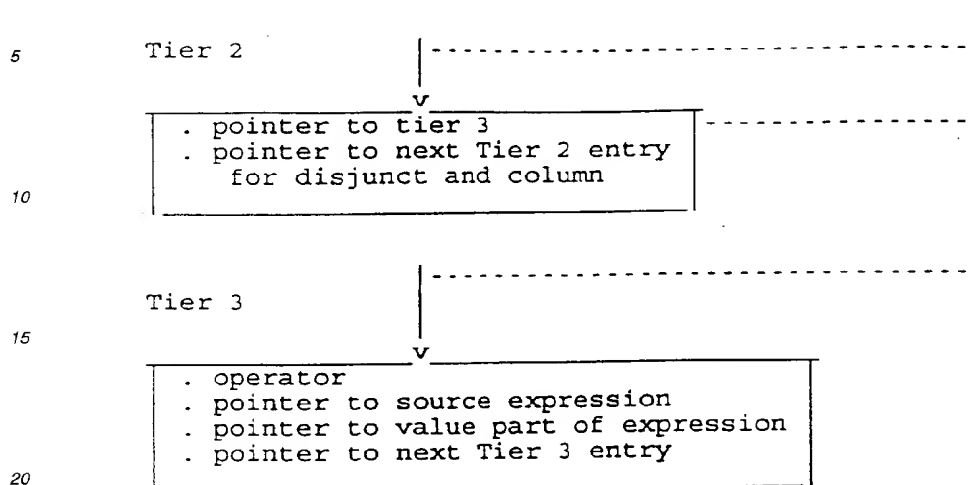 5 Tier 2
. pointer to tier 3
. pointer to next Tier 2 entry
for disjunct and column
10
Tier 3
15
. operator
. pointer to source expression
. pointer to value part of expression
. pointer to next Tier 3 entry
20